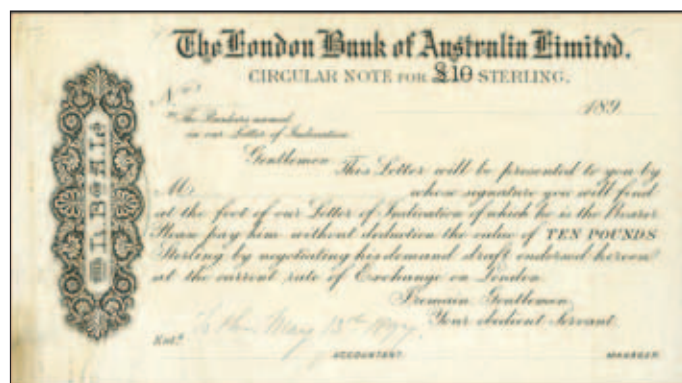 The London Bank of Australia Limited.
CIRCULAR NOTE FOR £10 STERLING.
No
189
To The Bankers named
in our Letter of Indication
Gentlemen
This Letter will be presented to you by
M. whose signature you will find
at the foot of our Letter of Indication of which he is the Bearer
Please pay him without deduction the value of TEN POUNDS
Sterling by negotiating his demand draft endorsed hereon
at the current rate of Exchange on London
I remain Gentlemen
Your obedient Servant
May 13th
Entd
ACCOUNTANT. MANAGER.